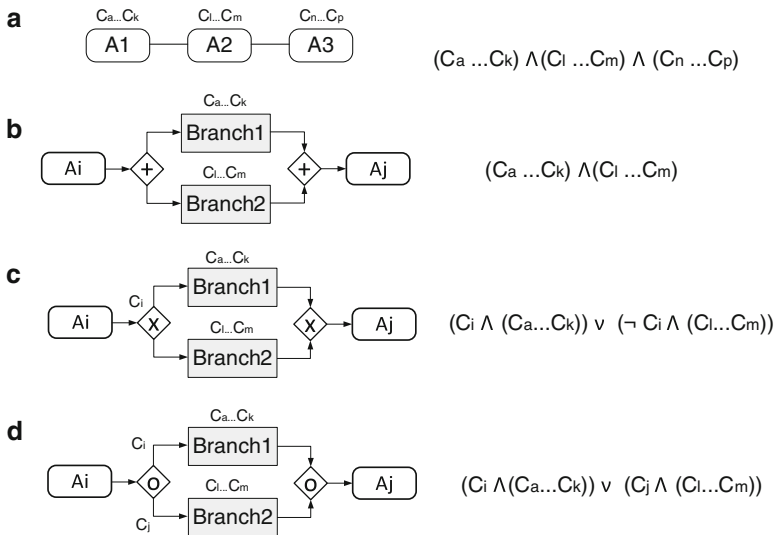 a
Ca...Ck Cl...Cm Cn...Cp
A1 A2 A3
(Ca ...Ck) Λ(Cl ...Cm) Λ (Cn ...Cp)
b
Ca...Ck
Branch1
Ai + + Aj
Cl...Cm
Branch2
(Ca ...Ck) Λ(Cl ...Cm)
c
Ca...Ck
Branch1
Ci
Ai X X Aj
Cl...Cm
Branch2
(Ci Λ (Ca...Ck)) ν (¬ Ci Λ (Cl...Cm))
d
Ca...Ck
Ci
Branch1
Ai O O Aj
Cl...Cm
Cj
Branch2
(Ci Λ(Ca...Ck)) ν (Cj Λ (Cl...Cm))